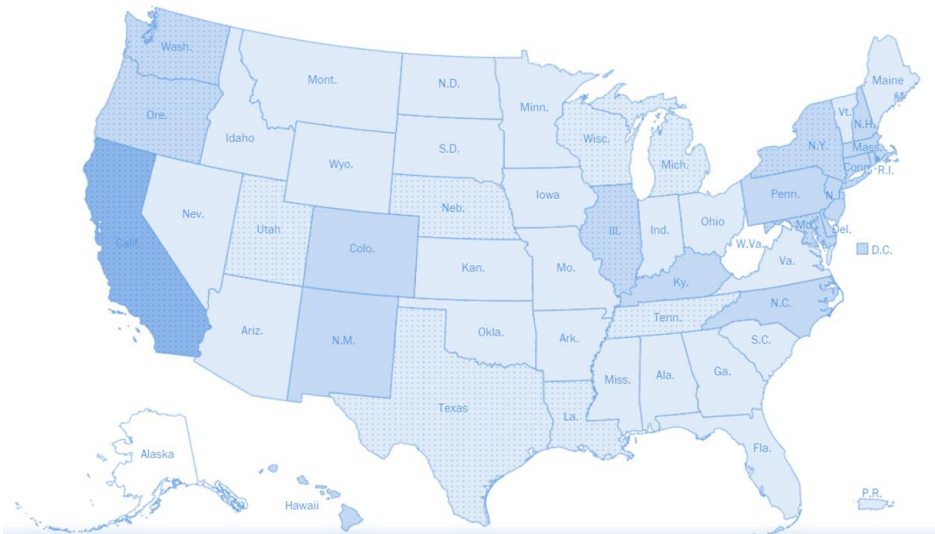 Wash.
Mont.
N.D.
Minn.
Maine
Ore.
Idaho
S.D.
Wisc.
Mich.
Vt.
N.H.
N.Y.
Mass.
Conn.
R.I.
Wyo.
Iowa
Neb.
Penn.
N.J.
Nev.
Utah
Colo.
Calif.
Ill.
Ind.
Ohio
W.Va.
Md.
Del.
D.C.
Kan.
Mo.
Ky.
Va.
Ariz.
N.M.
Okla.
Ark.
Tenn.
N.C.
S.C.
Texas
La.
Miss.
Ala.
Ga.
Fla.
Alaska
Hawaii
P.R.